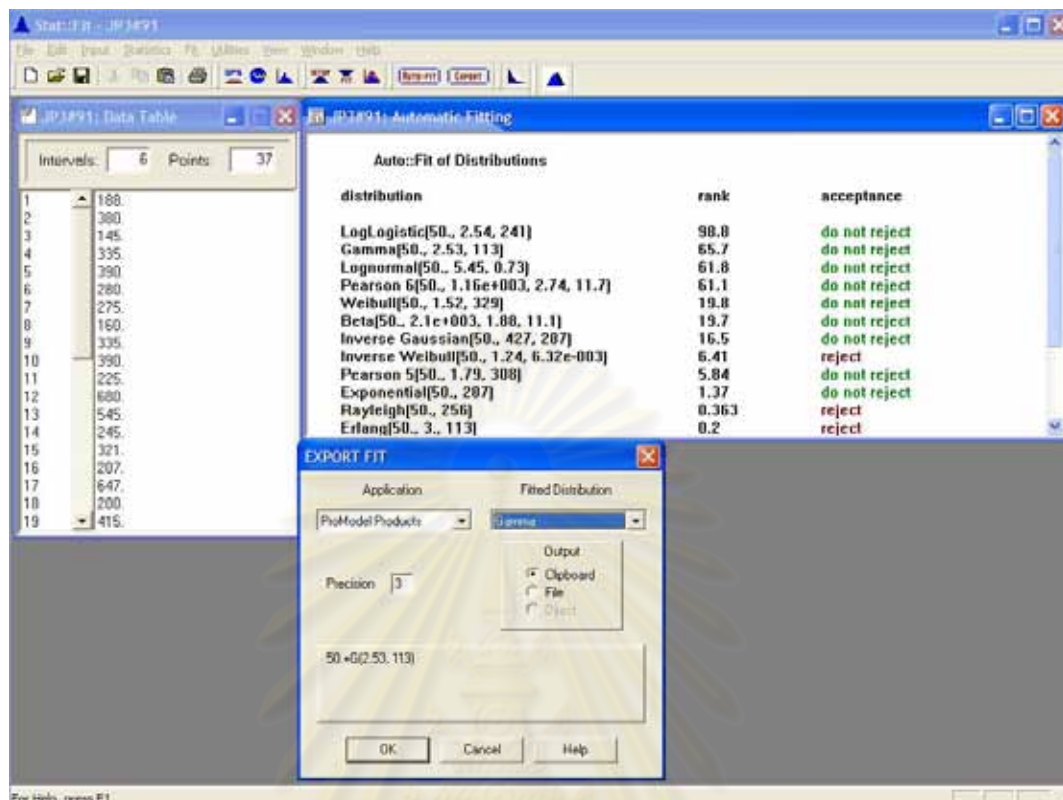 Stat::Fit - JP3#91
File Edit Input Statistics Fit Utilities View Window Help
Auto::Fit Export
JP3#91: Data Table
Intervals: 6 Points: 37
1 188.
2 380.
3 145.
4 335.
5 390.
6 280.
7 275.
8 160.
9 335.
10 390.
11 225.
12 680.
13 545.
14 245.
15 321.
16 207.
17 647.
18 200.
19 415.
JP3#91: Automatic Fitting
Auto::Fit of Distributions
distribution rank acceptance
LogLogistic(50., 2.54, 241) 98.8 do not reject
Gamma(50., 2.53, 113) 65.7 do not reject
Lognormal(50., 5.45, 0.73) 61.8 do not reject
Pearson 6(50., 1.16e+003, 2.74, 11.7) 61.1 do not reject
Weibull(50., 1.52, 329) 19.8 do not reject
Beta(50., 2.1e+003, 1.88, 11.1) 19.7 do not reject
Inverse Gaussian(50., 427, 287) 16.5 do not reject
Inverse Weibull(50., 1.24, 6.32e-003) 6.41 reject
Pearson 5(50., 1.79, 308) 5.84 do not reject
Exponential(50., 287) 1.37 do not reject
Rayleigh(50., 256) 0.363 reject
Erlang(50., 3., 113) 0.2 reject
EXPORT FIT
Application Fitted Distribution
ProModel Products Gamma
Output
Precision 3
Clipboard
File
Direct
50.+G(2.53, 113)
OK Cancel Help
For Help, press F1